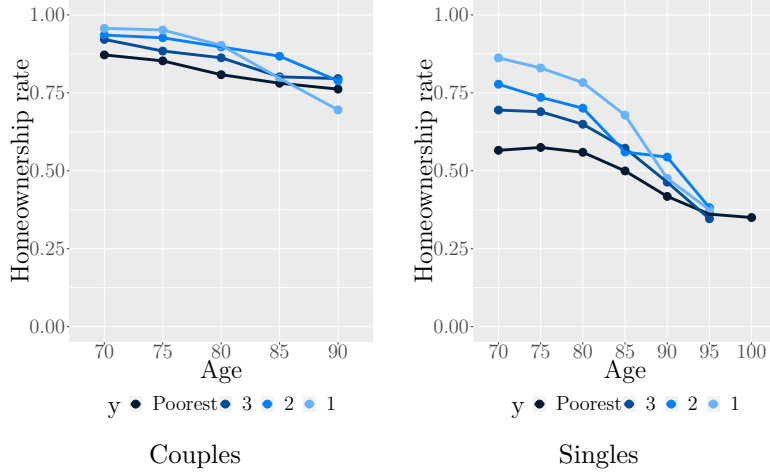 Homeownership rate
1.00
0.75
0.50
0.25
0.00
70 75 80 85 90
Age
y Poorest 3 2 1
Couples
Homeownership rate
1.00
0.75
0.50
0.25
0.00
70 75 80 85 90 95 100
Age
y Poorest 3 2 1
Singles